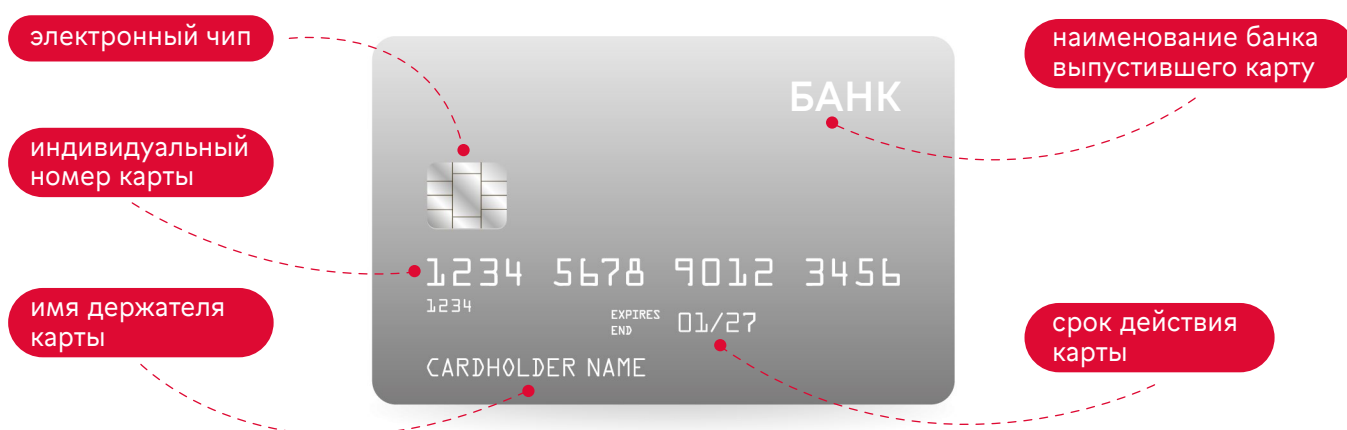 электронный чип
наименование банка
выпустившего карту
БАНК
индивидуальный
номер карты
1234 5678 9012 3456
1234
EXPIRES
END
01/27
имя держателя
карты
срок действия
карты
CARDHOLDER NAME